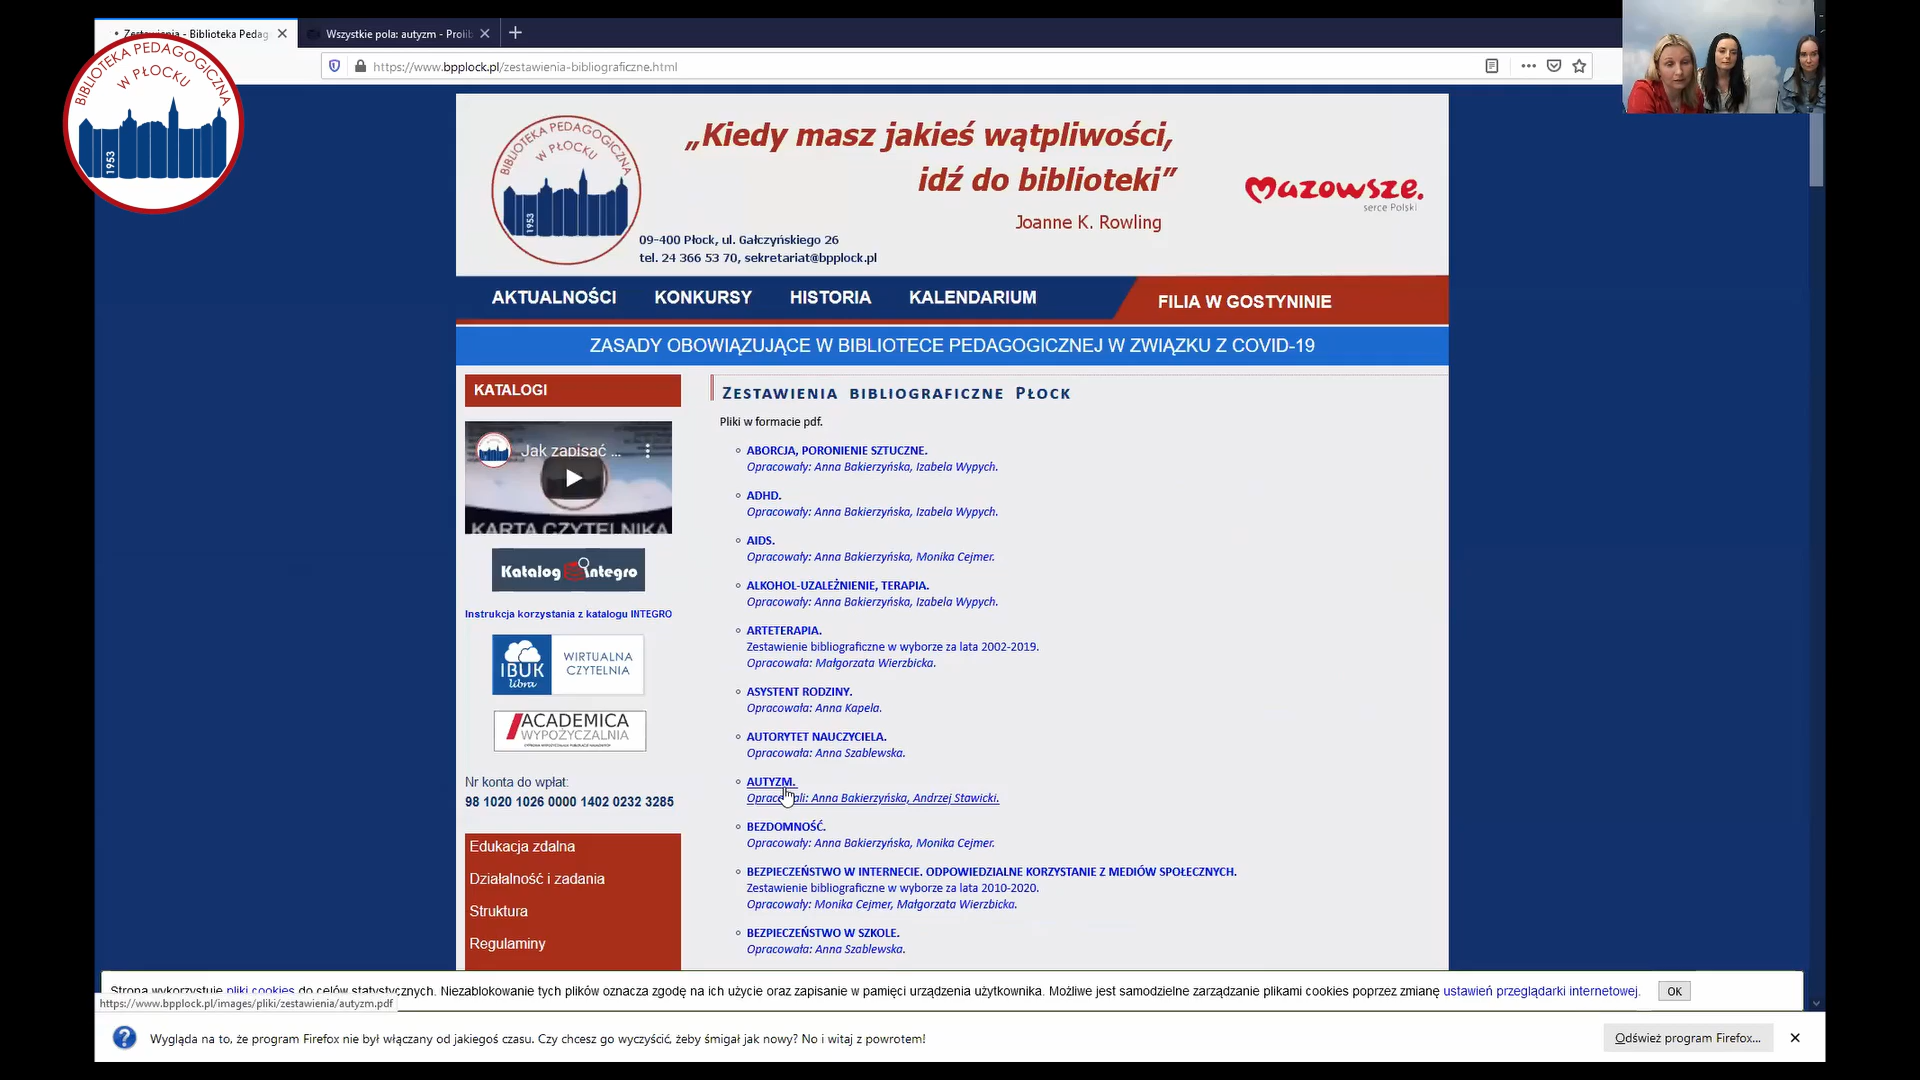 Zestawienia - Biblioteka Pedag
Wszystkie pola: autyzm - Prolib
https://www.bpplock.pl/zestawienia-bibliograficzne.html
BIBLIOTEKA PEDAGOGICZNA
W PŁOCKU
1953
BIBLIOTEKA PEDAGOGICZNA
W PŁOCKU
1953
„Kiedy masz jakieś wątpliwości,
idź do biblioteki”
Joanne K. Rowling
mazowsze.
serce Polski
09-400 Płock, ul. Gałczyńskiego 26
tel. 24 366 53 70, sekretariat@bpplock.pl
AKTUALNOŚCI KONKURSY HISTORIA KALENDARIUM FILIA W GOSTYNINIE
ZASADY OBOWIĄZUJĄCE W BIBLIOTECE PEDAGOGICZNEJ W ZWIĄZKU Z COVID-19
KATALOGI
Jak zapisać ...
KARTA CZYTELNIKA
Katalog Integro
Instrukcja korzystania z katalogu INTEGRO
IBUK libra
WIRTUALNA
CZYTELNIA
ACADEMICA
WYPOŻYCZALNIA
Nr konta do wpłat:
98 1020 1026 0000 1402 0232 3285
Edukacja zdalna
Działalność i zadania
Struktura
Regulaminy
ZESTAWIENIA BIBLIOGRAFICZNE PŁOCK
Pliki w formacie pdf.
ABORCJA, PORONIENIE SZTUCZNE.
Opracowały: Anna Bakierzyńska, Izabela Wypych.
ADHD.
Opracowały: Anna Bakierzyńska, Izabela Wypych.
AIDS.
Opracowały: Anna Bakierzyńska, Monika Cejmer.
ALKOHOL-UZALEŻNIENIE, TERAPIA.
Opracowały: Anna Bakierzyńska, Izabela Wypych.
ARTETERAPIA.
Zestawienie bibliograficzne w wyborze za lata 2002-2019.
Opracowała: Małgorzata Wierzbicka.
ASYSTENT RODZINY.
Opracowała: Anna Kapela.
AUTORYTET NAUCZYCIELA.
Opracowała: Anna Szablewska.
AUTYZM.
Opracowali: Anna Bakierzyńska, Andrzej Stawicki.
BEZDOMNOŚĆ.
Opracowały: Anna Bakierzyńska, Monika Cejmer.
BEZPIECZEŃSTWO W INTERNECIE. ODPOWIEDZIALNE KORZYSTANIE Z MEDIÓW SPOŁECZNYCH.
Zestawienie bibliograficzne w wyborze za lata 2010-2020.
Opracowały: Monika Cejmer, Małgorzata Wierzbicka.
BEZPIECZEŃSTWO W SZKOLE.
Opracowała: Anna Szablewska.
Strona wykorzystuje pliki cookies do celów statystycznych. Niezablokowanie tych plików oznacza zgodę na ich użycie oraz zapisanie w pamięci urządzenia użytkownika. Możliwe jest samodzielne zarządzanie plikami cookies poprzez zmianę ustawień przeglądarki internetowej. OK
https://www.bpplock.pl/images/pliki/zestawienia/autyzm.pdf
Wygląda na to, że program Firefox nie był włączany od jakiegoś czasu. Czy chcesz go wyczyścić, żeby śmigał jak nowy? No i witaj z powrotem! Odśwież program Firefox...